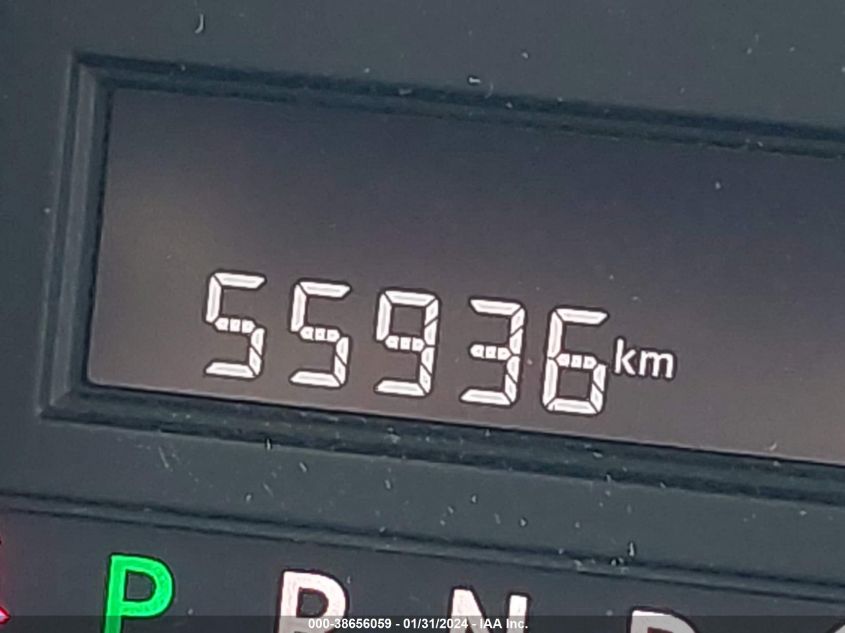 55936 km
P R N D
000-38656059 - 01/31/2024 - IAA Inc.